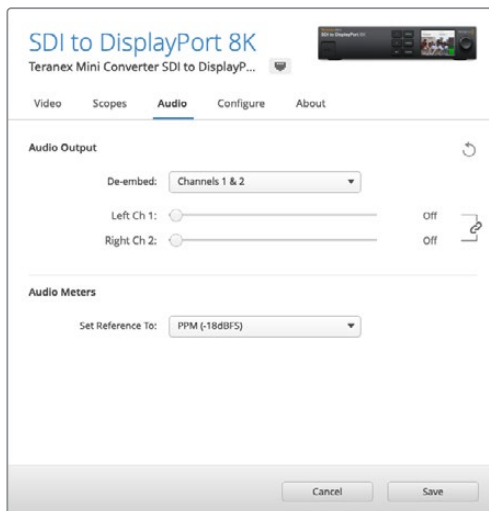 SDI to DisplayPort 8K
Teranex Mini Converter SDI to DisplayP...
Video Scopes Audio Configure About
Audio Output
De-embed: Channels 1 & 2
Left Ch 1: Off
Right Ch 2: Off
Audio Meters
Set Reference To: PPM (-18dBFS)
Cancel Save